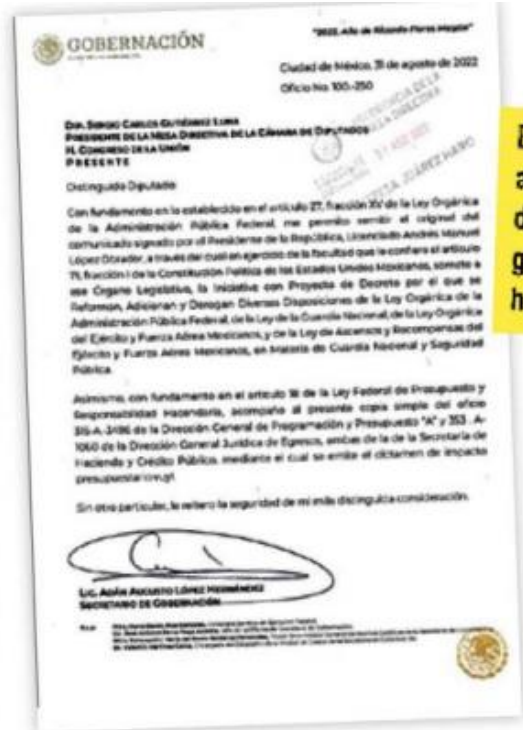 GOBERNACIÓN
"2022, Año de Ricardo Flores Magón"
Ciudad de México, 31 de agosto de 2022
Oficio No. 100.-250
DIP. SERGIO CARLOS GUTIÉRREZ LUNA
PRESIDENTE DE LA MESA DIRECTIVA DE LA CÁMARA DE DIPUTADOS
H. CONGRESO DE LA UNIÓN
PRESENTE
Distinguido Diputado:
Con fundamento en lo establecido en el artículo 27, fracción XV de la Ley Orgánica
de la Administración Pública Federal, me permito remitir el original del
comunicado signado por el Presidente de la República, Licenciado Andrés Manuel
López Obrador, a través del cual en ejercicio de la facultad que le confiere el artículo
71, fracción I de la Constitución Política de los Estados Unidos Mexicanos, somete a
ese Órgano Legislativo, la Iniciativa con Proyecto de Decreto por el que se
Reforman, Adicionan y Derogan Diversas Disposiciones de la Ley Orgánica de la
Administración Pública Federal, de la Ley de la Guardia Nacional, de la Ley Orgánica
del Ejército y Fuerza Aérea Mexicanos, y de la Ley de Ascensos y Recompensas del
Ejército y Fuerza Aérea Mexicanos, en Materia de Guardia Nacional y Seguridad
Pública.
Asimismo, con fundamento en el artículo 18 de la Ley Federal de Presupuesto y
Responsabilidad Hacendaria, acompaño al presente copia simple del oficio
315-A-2496 de la Dirección General de Programación y Presupuesto "A" y 353. A-
1060 de la Dirección General Jurídica de Egresos, ambas de la de la Secretaría de
Hacienda y Crédito Público, mediante el cual se emite el dictamen de impacto
Sin otro particular, le reitero la seguridad de mi más distinguida consideración.
LIC. ADÁN AUGUSTO LÓPEZ HERNÁNDEZ
SECRETARIO DE GOBERNACIÓN